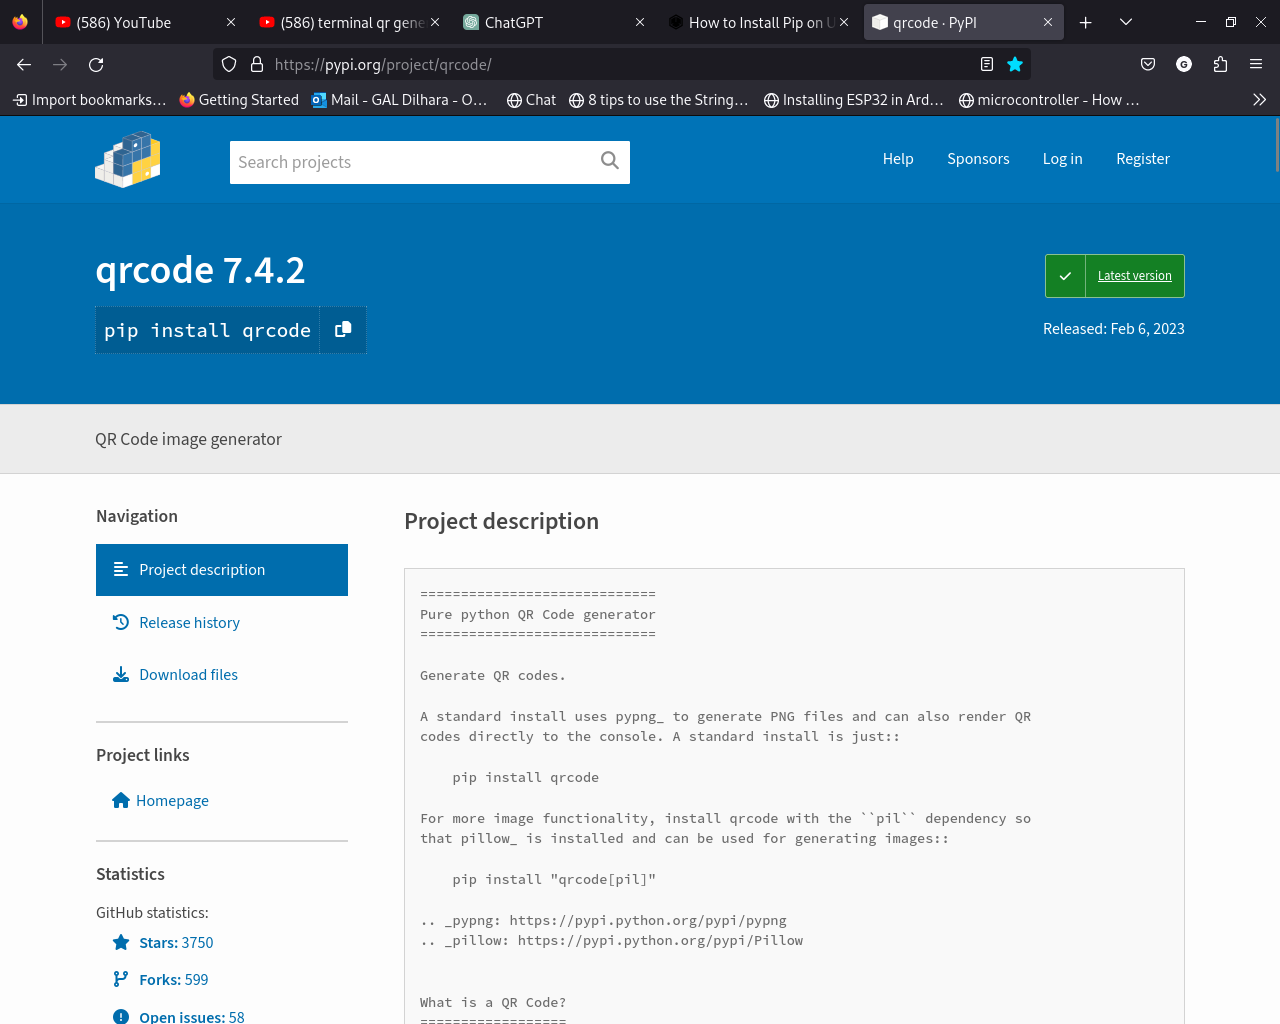 (586) YouTube
(586) terminal qr gene
ChatGPT
How to Install Pip on U
qrcode · PyPI
https://pypi.org/project/qrcode/
G
Import bookmarks…
Getting Started
Mail - GAL Dilhara - O…
Chat
8 tips to use the String…
Installing ESP32 in Ard…
microcontroller - How …
Search projects
Help
Sponsors
Log in
Register
qrcode 7.4.2
Latest version
pip install qrcode
Released: Feb 6, 2023
QR Code image generator
Navigation
Project description
Release history
Download files
Project links
Homepage
Statistics
GitHub statistics:
Stars: 3750
Forks: 599
Open issues: 58
Project description
=============================
Pure python QR Code generator
=============================
Generate QR codes.
A standard install uses pypng_ to generate PNG files and can also render QR
codes directly to the console. A standard install is just::
pip install qrcode
For more image functionality, install qrcode with the ``pil`` dependency so
that pillow_ is installed and can be used for generating images::
pip install "qrcode[pil]"
.. _pypng: https://pypi.python.org/pypi/pypng
.. _pillow: https://pypi.python.org/pypi/Pillow
What is a QR Code?
==================